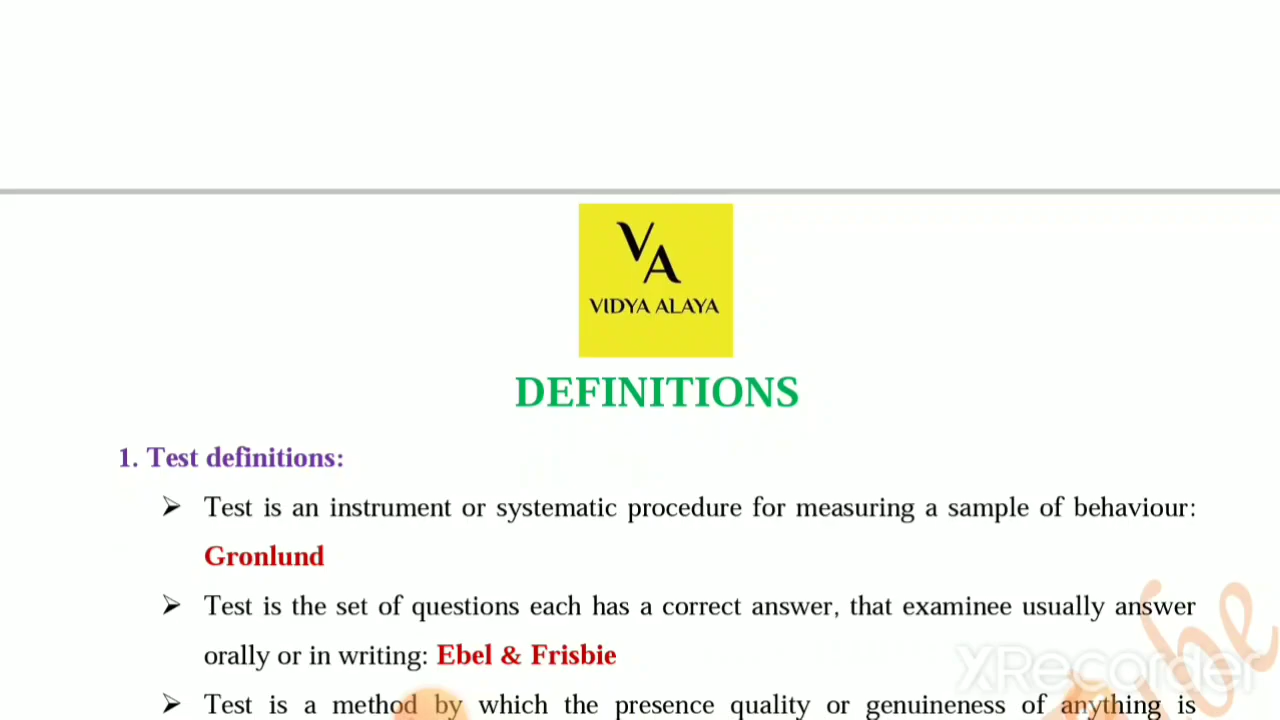 VA
VIDYA ALAYA
DEFINITIONS
1. Test definitions:
➢ Test is an instrument or systematic procedure for measuring a sample of behaviour:
Gronlund
➢ Test is the set of questions each has a correct answer, that examinee usually answer
orally or in writing: Ebel & Frisbie
XRecorder
➢ Test is a method by which the presence quality or genuineness of anything is